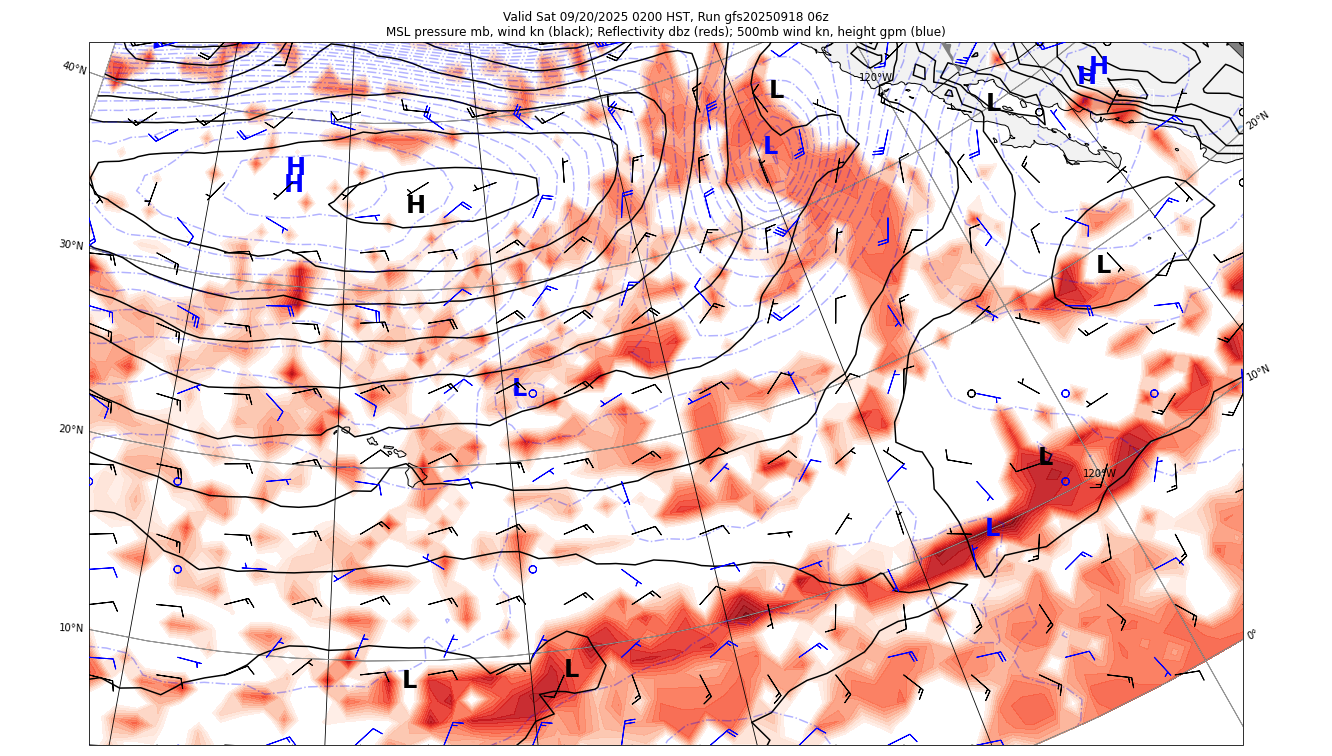 Valid Sat 09/20/2025 0200 HST, Run gfs20250918 06z
MSL pressure mb, wind kn (black); Reflectivity dbz (reds); 500mb wind kn, height gpm (blue)
40°N
H
H
120°W
L
L
20°N
L
H
H
H
30°N
L
10°N
L
20°N
L
120°W
L
10°N
0°
L
L